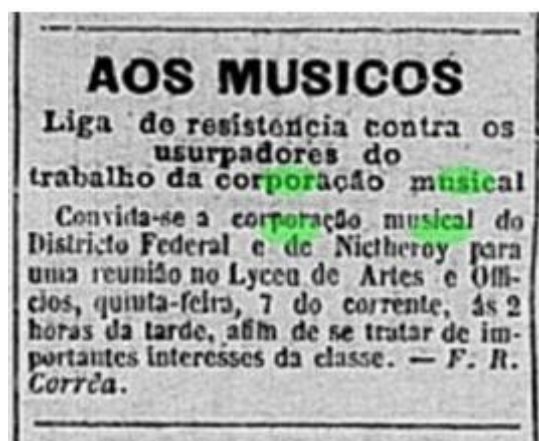 AOS MUSICOS
Liga de resistencia contra os
usurpadores do
trabalho da corporação musical
Convida-se a corporação musical do
Districto Federal e de Nictheroy para
uma reunião no Lyceu de Artes e Offi-
cios, quinta-feira, 7 do corrente, ás 2
horas da tarde, afim de se tratar de im-
portantes interesses da classe. — F. R.
Corrêa.